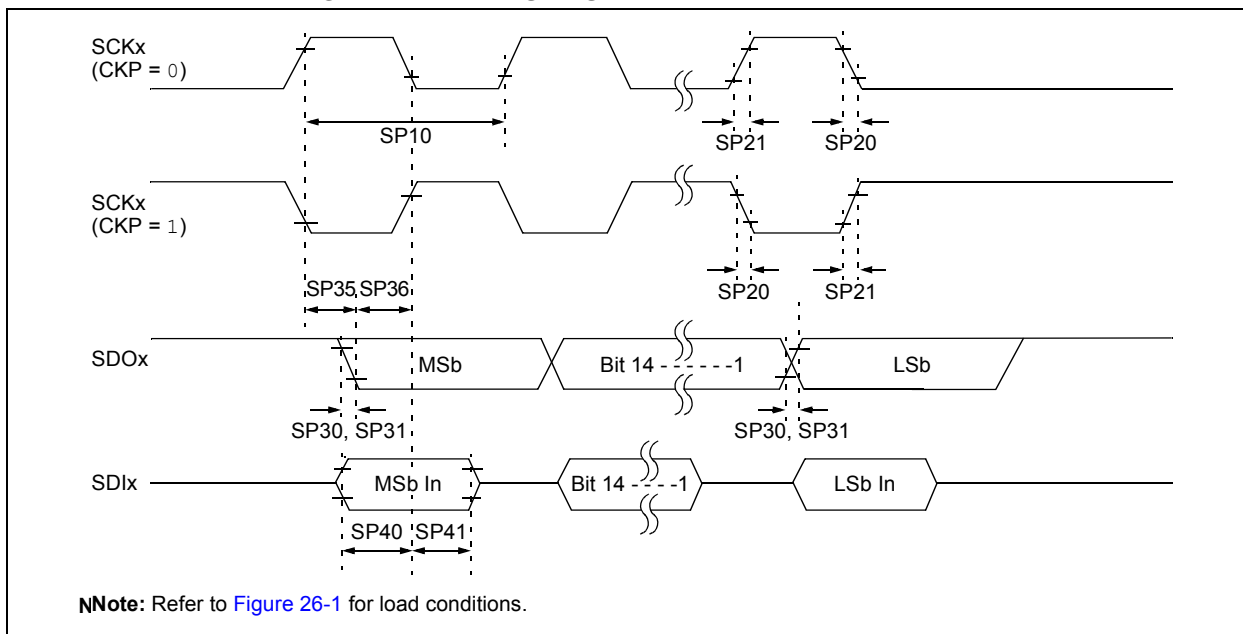 SCKx
(CKP = 0)
SP10
SP21
SP20
SCKx
(CKP = 1)
SP35
SP36
SP20
SP21
SDOx
MSb
Bit 14 - - - - - - -1
LSb
SP30, SP31
SP30, SP31
SDIx
MSb In
Bit 14 - - - - -1
LSb In
SP40
SP41
NNote: Refer to Figure 26-1 for load conditions.